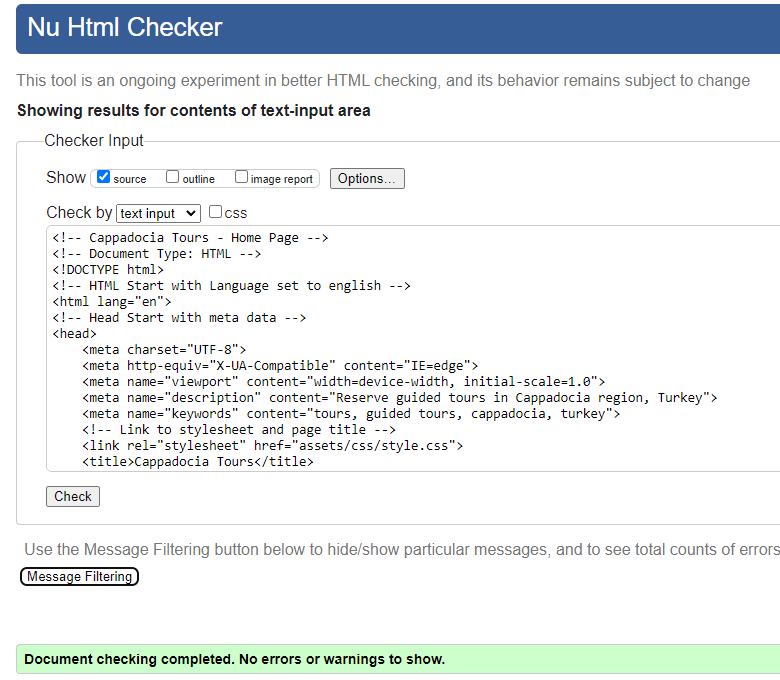 Nu Html Checker
This tool is an ongoing experiment in better HTML checking, and its behavior remains subject to change
Showing results for contents of text-input area
Checker Input
Show source outline image report Options...
Check by text input css
<!-- Cappadocia Tours - Home Page -->
<!-- Document Type: HTML -->
<!DOCTYPE html>
<!-- HTML Start with Language set to english -->
<html lang="en">
<!-- Head Start with meta data -->
<head>
    <meta charset="UTF-8">
    <meta http-equiv="X-UA-Compatible" content="IE=edge">
    <meta name="viewport" content="width=device-width, initial-scale=1.0">
    <meta name="description" content="Reserve guided tours in Cappadocia region, Turkey">
    <meta name="keywords" content="tours, guided tours, cappadocia, turkey">
    <!-- Link to stylesheet and page title -->
    <link rel="stylesheet" href="assets/css/style.css">
    <title>Cappadocia Tours</title>
Check
Use the Message Filtering button below to hide/show particular messages, and to see total counts of errors
Message Filtering
Document checking completed. No errors or warnings to show.